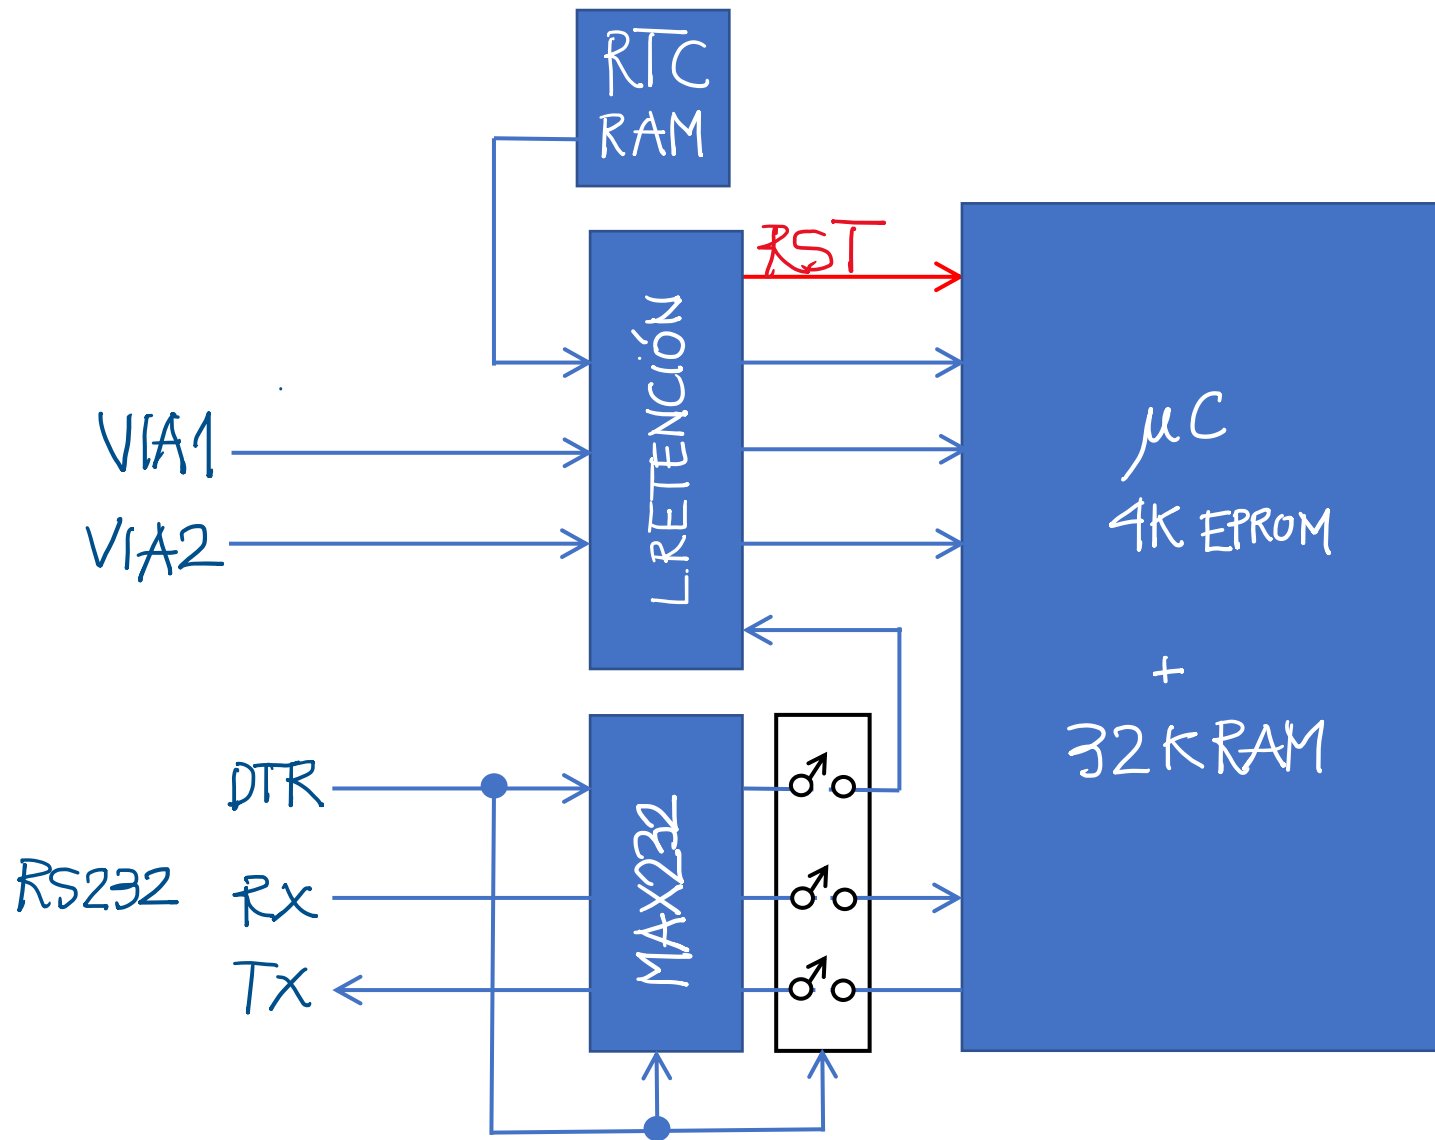 RTC
RAM
RST
L.RETENCIÓN
VIA1
VIA2
µC
4K EPROM
+
32K RAM
DTR
RS232
RX
TX
MAX232